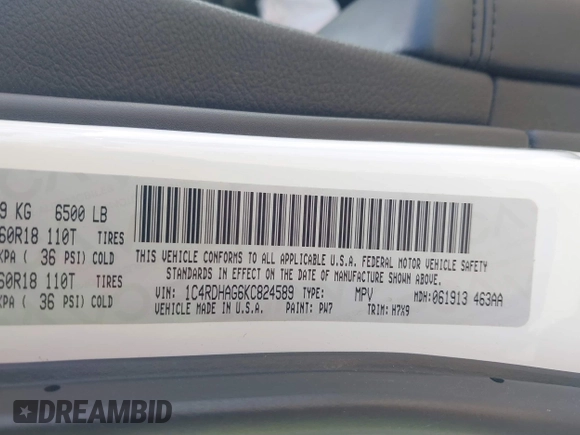 9 KG 6500 LB
60R18 110T TIRES
KPA ( 36 PSI) COLD
60R18 110T TIRES
KPA ( 36 PSI) COLD
THIS VEHICLE CONFORMS TO ALL APPLICABLE U.S.A. FEDERAL MOTOR VEHICLE SAFETY
STANDARDS IN EFFECT ON THE DATE OF MANUFACTURE SHOWN ABOVE.
VIN: 1C4RDHAG6KC824589 TYPE: MPV MDH: 061913 463AA
VEHICLE MADE IN U.S.A. PAINT: PW7 TRIM: H7X9
DREAMBID